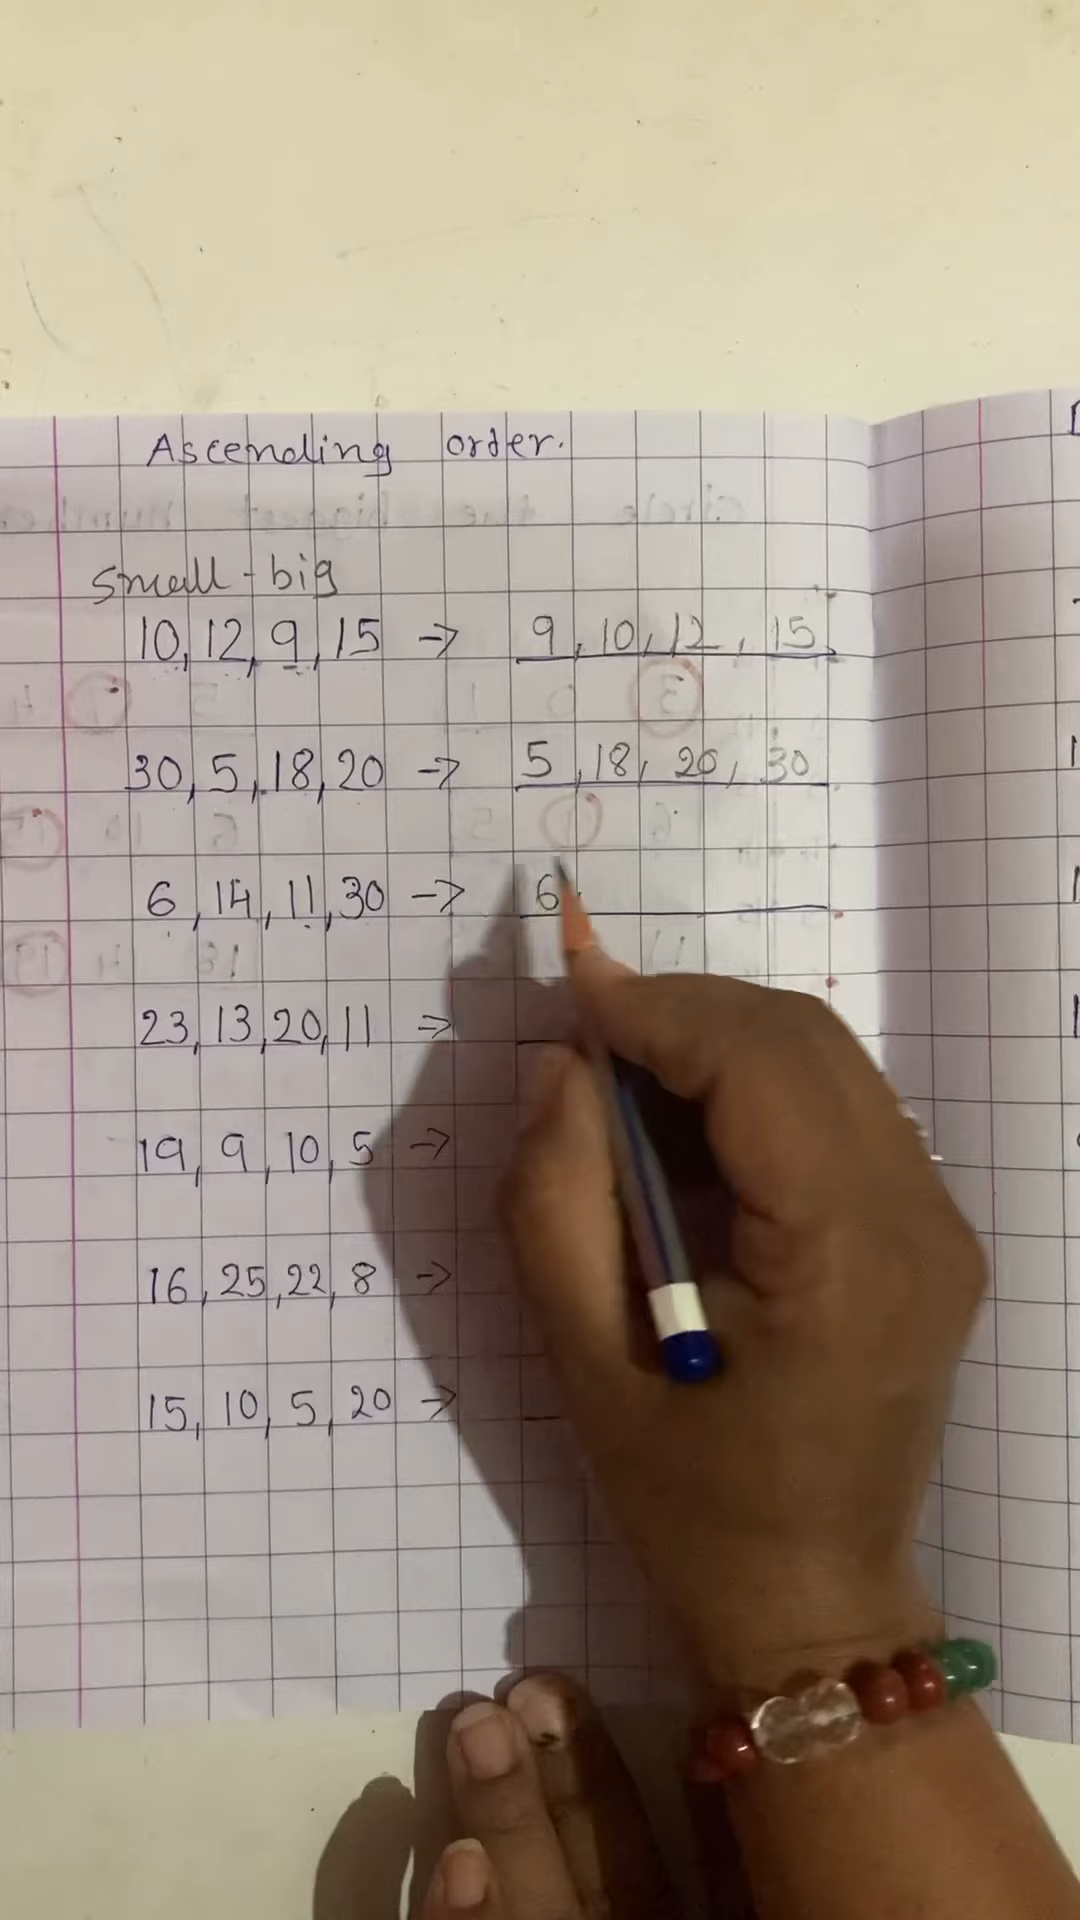 Ascending order.
Small - big
10, 12, 9, 15 → 9, 10, 12, 15
30, 5, 18, 20 → 5, 18, 20, 30
6, 14, 11, 30 → 6,
23, 13, 20, 11 →
19, 9, 10, 5 →
16, 25, 22, 8 →
15, 10, 5, 20 →